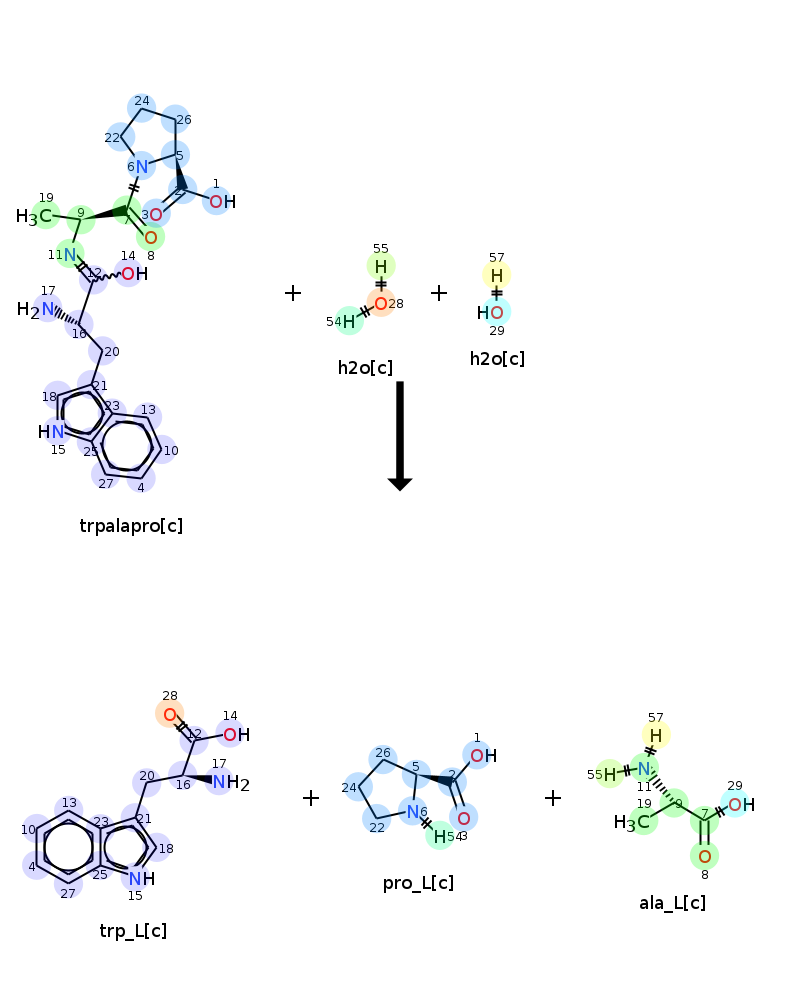 24
26
22
6 N
5
1
2
OH
3 O
19
H3C
9
7
O
8
11 N
12
14
OH
17
H2N
16
20
21
18
23
13
HN
15
25
10
27
4
trpalapro[c]
+
55
H
O 28
54 H
h2o[c]
+
57
H
HO
29
h2o[c]
28
O
12
14
OH
17
NH2
16
20
13
10
23
21
18
4
25
NH
15
27
trp_L[c]
+
1
OH
26
5
2
24
N 6
22
H 54
O
3
pro_L[c]
+
57
H
55 H
N
11
29
OH
19
9
7
H3C
O
8
ala_L[c]